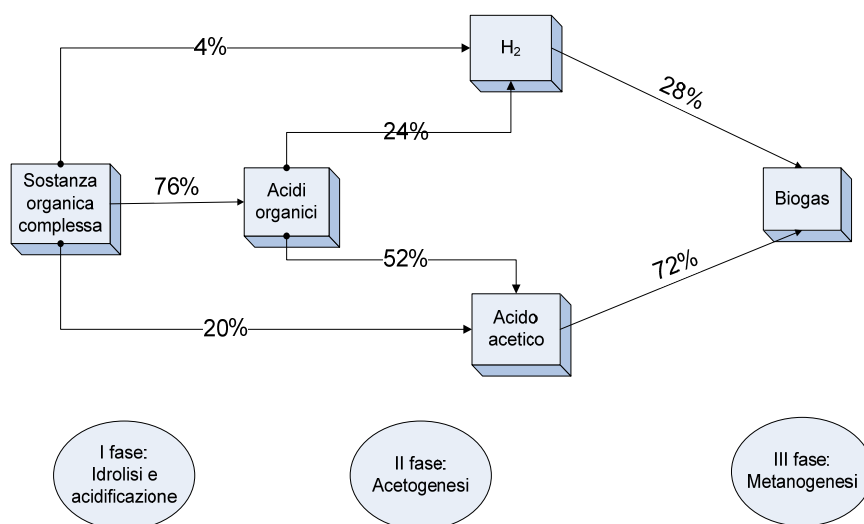 4%
H₂
28%
24%
Sostanza
organica
complessa
76%
Acidi
organici
Biogas
52%
72%
20%
Acido
acetico
I fase:
Idrolisi e
acidificazione
II fase:
Acetogenesi
III fase:
Metanogenesi